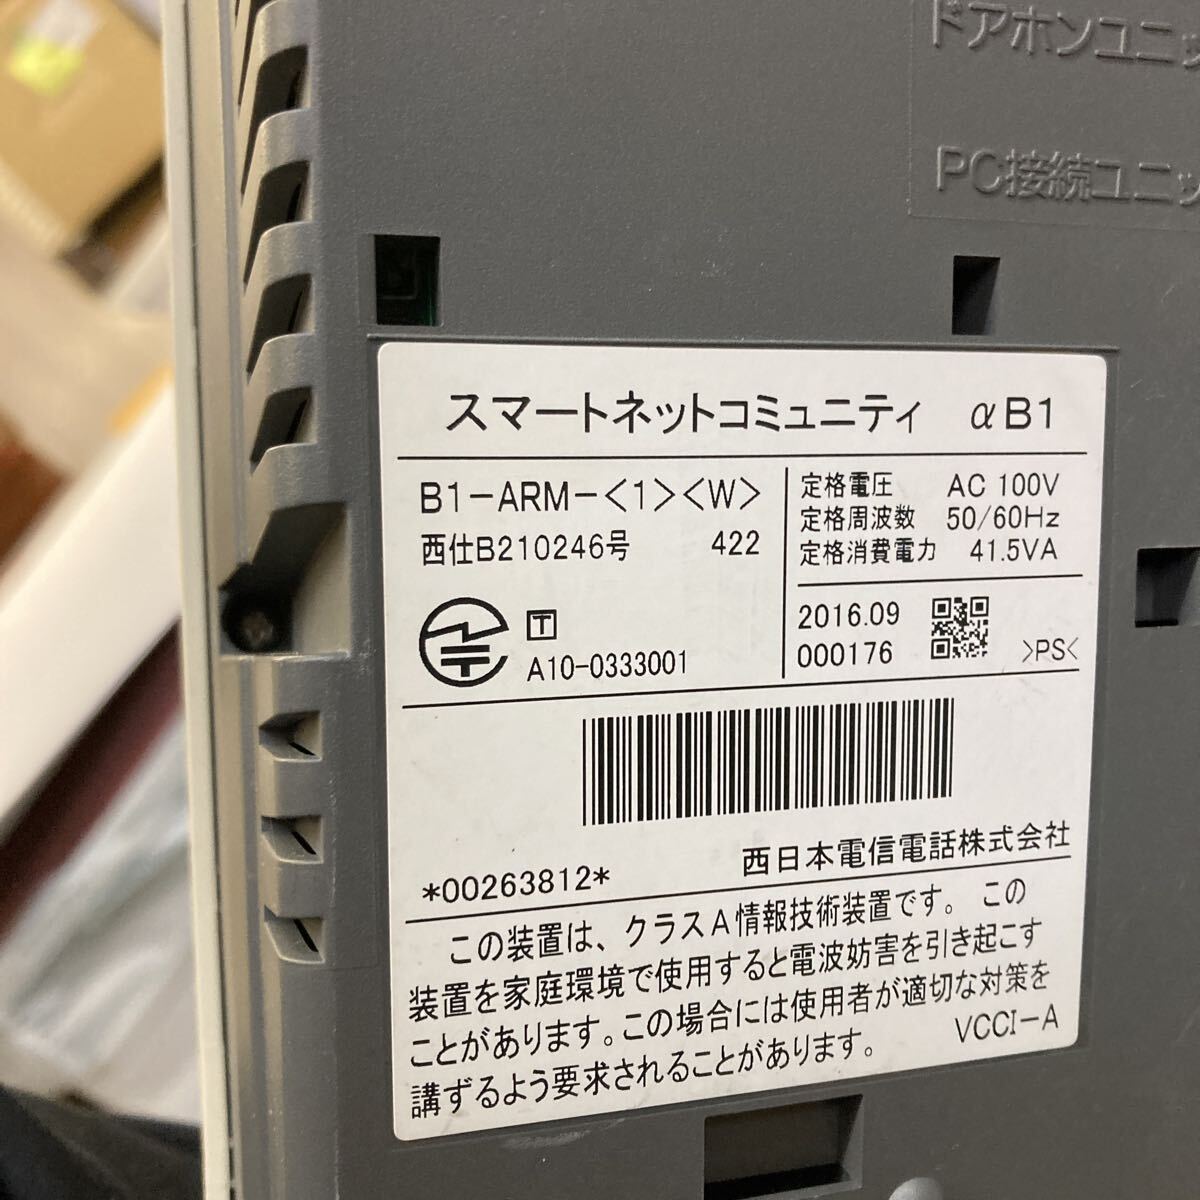 ドアホンユニッ
PC接続ユニッ
スマートネットコミュニティ αB1
B1-ARM-<1><W>
西仕B210246号 422
定格電圧 AC 100V
定格周波数 50/60Hz
定格消費電力 41.5VA
T
A10-0333001
2016.09
000176
>PS<
*00263812*
西日本電信電話株式会社
この装置は、クラスA情報技術装置です。この
装置を家庭環境で使用すると電波妨害を引き起こす
ことがあります。この場合には使用者が適切な対策を
講ずるよう要求されることがあります。
VCCI-A